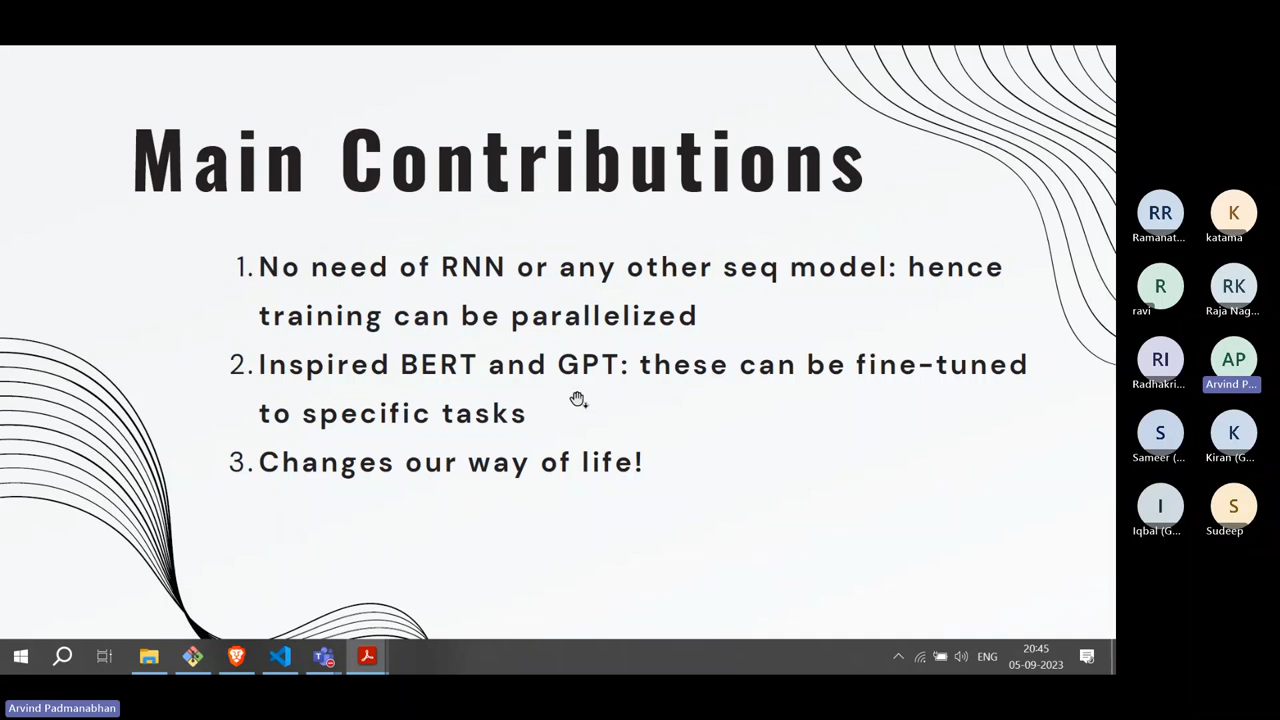 Main Contributions
1. No need of RNN or any other seq model: hence
training can be parallelized
2. Inspired BERT and GPT: these can be fine-tuned
to specific tasks
3. Changes our way of life!
RR
K
Ramanat...
katama
R
RK
ravi
Raja Nag...
RI
AP
Radhakri...
Arvind P...
S
K
Sameer (...
Kiran (G...
I
S
Iqbal (G...
Sudeep
ENG
20:45
05-09-2023
Arvind Padmanabhan